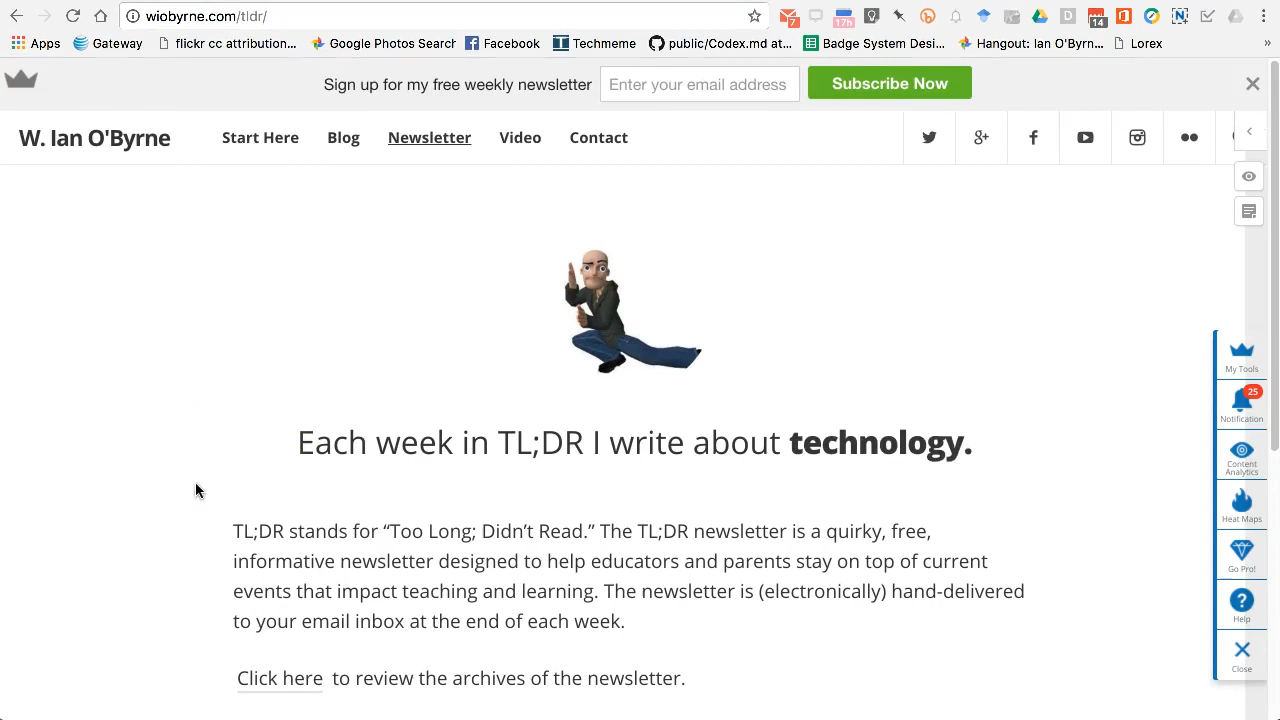 wiobyrne.com/tldr/
7
17h
14
Apps
Gateway
flickr cc attribution...
Google Photos Search
Facebook
Techmeme
public/Codex.md at...
Badge System Desi...
Hangout: Ian O'Bryn...
Lorex
»
Sign up for my free weekly newsletter
Enter your email address
Subscribe Now
W. Ian O'Byrne
Start Here
Blog
Newsletter
Video
Contact
My Tools
25
Notification
Content
Analytics
Heat Maps
Go Pro!
Help
Close
Each week in TL;DR I write about technology.
TL;DR stands for “Too Long; Didn’t Read.” The TL;DR newsletter is a quirky, free,
informative newsletter designed to help educators and parents stay on top of current
events that impact teaching and learning. The newsletter is (electronically) hand-delivered
to your email inbox at the end of each week.
Click here to review the archives of the newsletter.